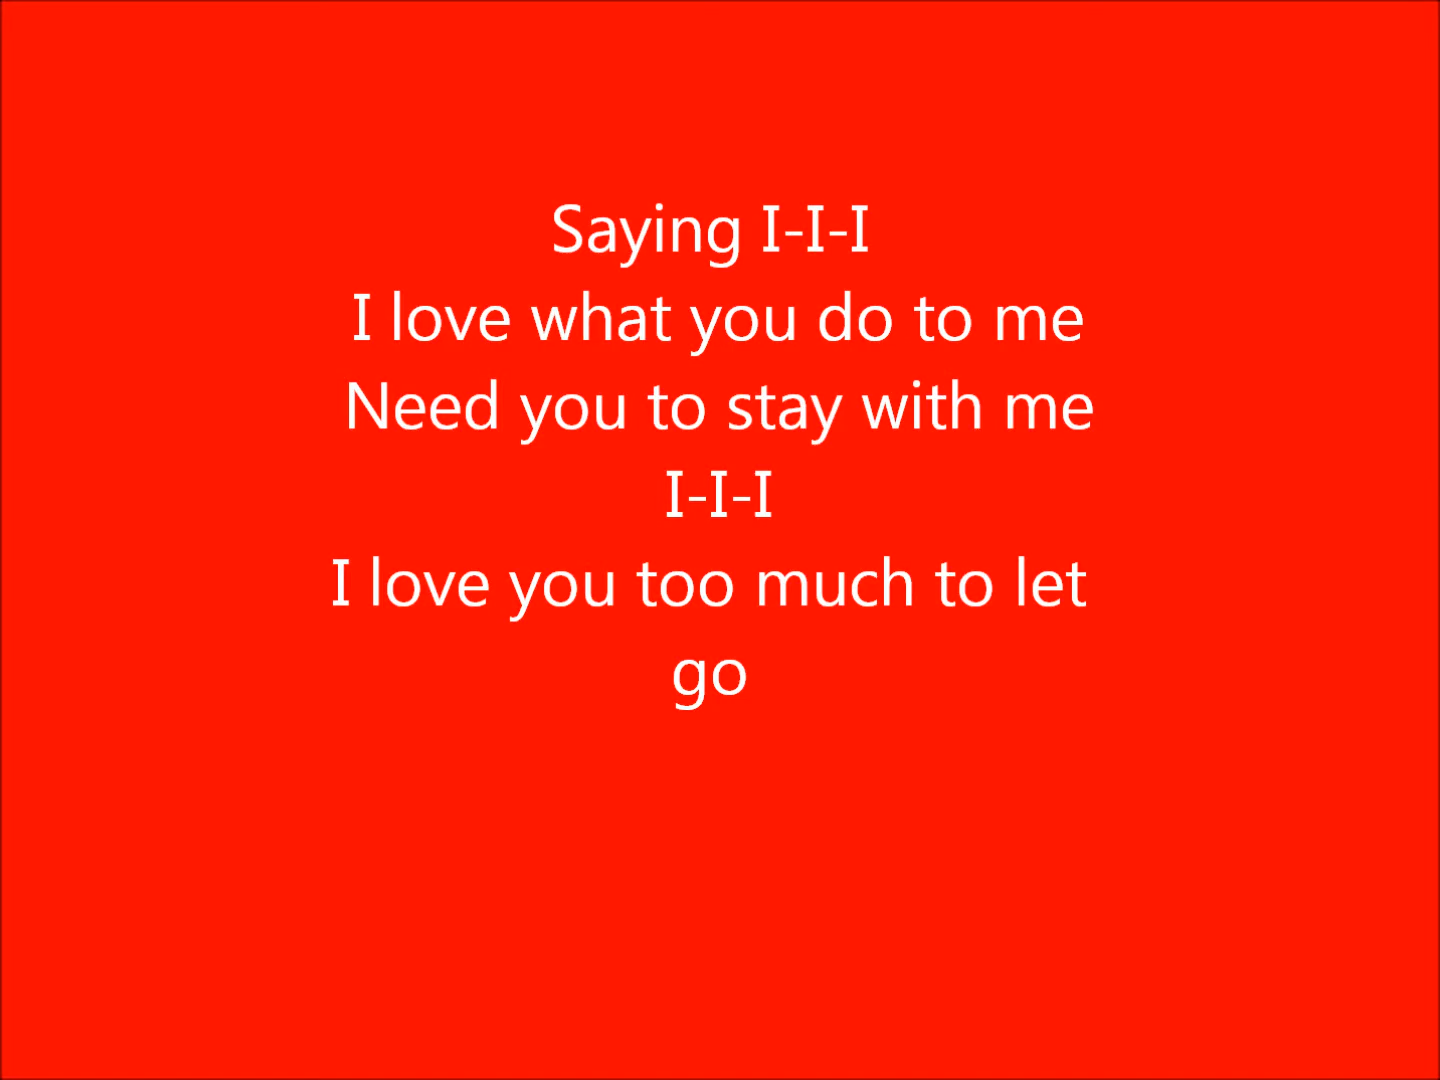 Saying I-I-I
I love what you do to me
Need you to stay with me
I-I-I
I love you too much to let
go